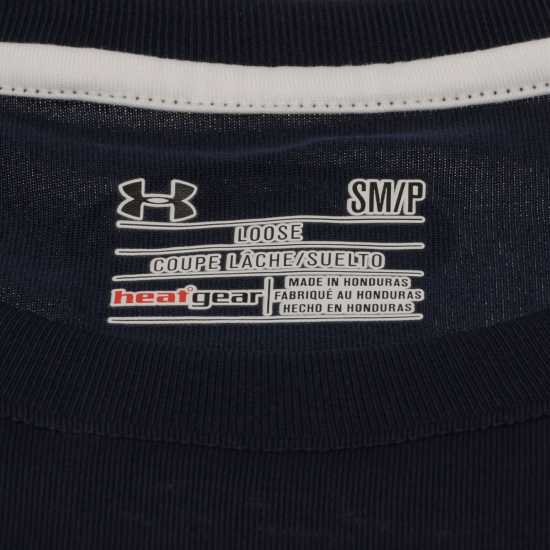 SM/P
LOOSE
COUPE LÂCHE/SUELTO
heatgear
MADE IN HONDURAS
FABRIQUÉ AU HONDURAS
HECHO EN HONDURAS